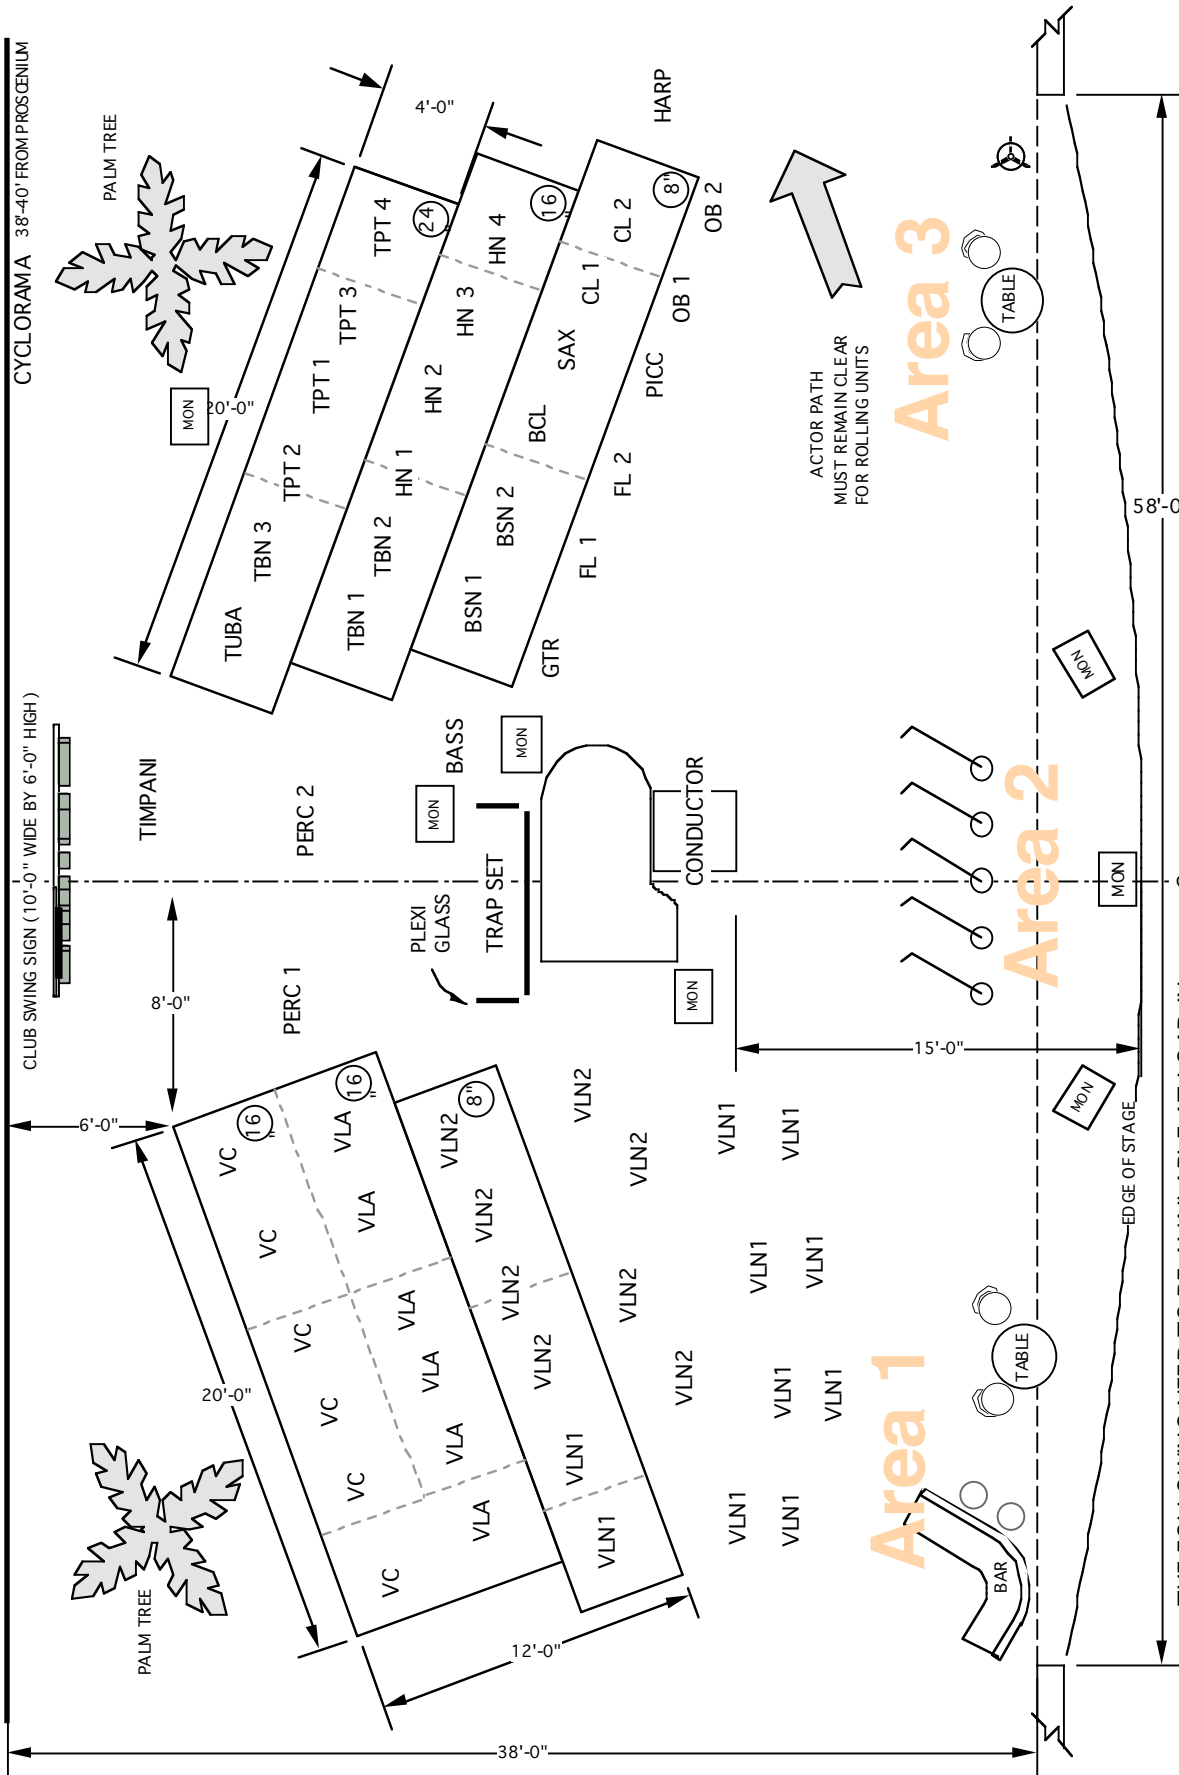 CYCLORAMA 38'-40' FROM PROSCENIUM
CLUB SWING SIGN (10'-0" WIDE BY 6'-0" HIGH)
PALM TREE
PALM TREE
6'-0"
8'-0"
20'-0"
20'-0"
12'-0"
4'-0"
38'-0"
15'-0"
58'-0
TIMPANI
PERC 1
PERC 2
MON
VC
VC
VC
VC
VC
VC
16"
VLA
VLA
VLA
VLA
VLA
VLA
16"
VLN1
VLN1
VLN2
VLN2
VLN2
VLN2
8"
VLN2
VLN2
VLN2
VLN2
VLN1
VLN1
VLN1
VLN1
VLN1
VLN1
VLN1
VLN1
PLEXI
GLASS
TRAP SET
MON
BASS
MON
MON
CONDUCTOR
TUBA
TBN 3
TPT 2
TPT 1
TPT 3
TPT 4
24"
TBN 1
TBN 2
HN 1
HN 2
HN 3
HN 4
16"
BSN 1
BSN 2
BCL
SAX
CL 1
CL 2
8"
GTR
FL 1
FL 2
PICC
OB 1
OB 2
HARP
ACTOR PATH
MUST REMAIN CLEAR
FOR ROLLING UNITS
Area 1
Area 2
Area 3
BAR
TABLE
TABLE
MON
MON
MON
EDGE OF STAGE